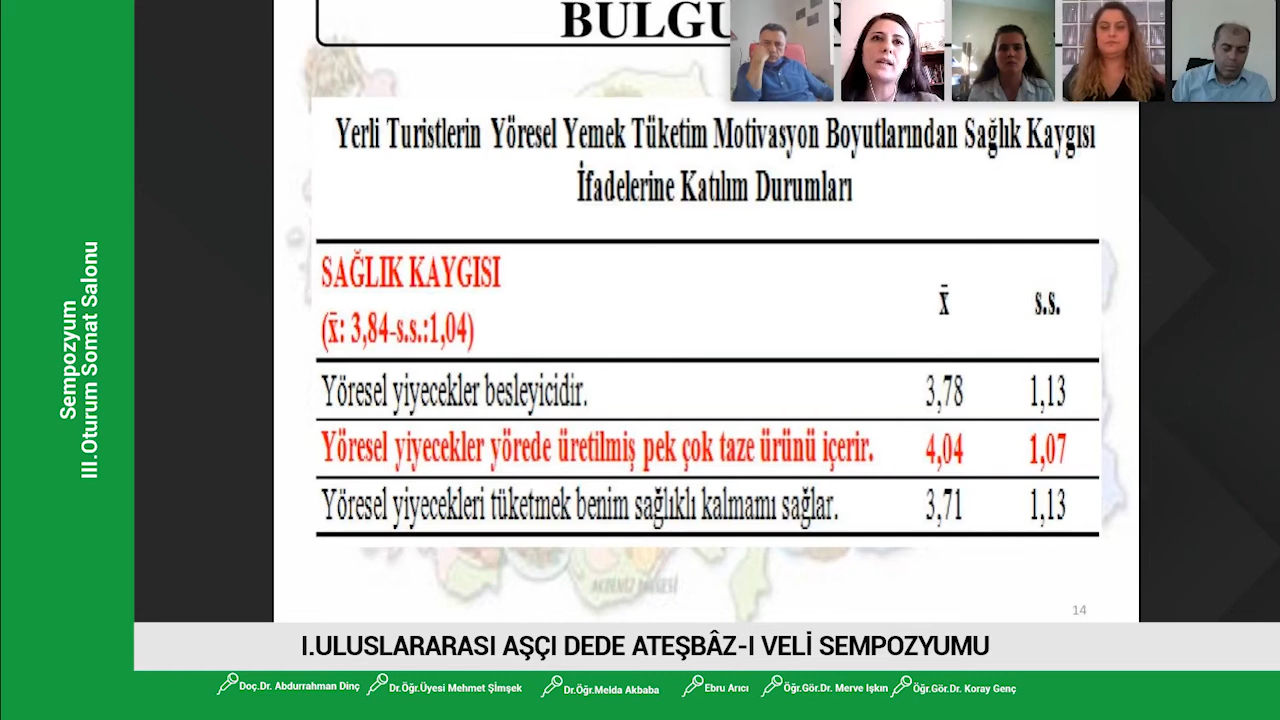 Sempozyum
III.Oturum Somat Salonu
Yerli Turistlerin Yöresel Yemek Tüketim Motivasyon Boyutlarından Sağlık Kaygısı
İfadelerine Katılım Durumları
SAĞLIK KAYGISI
(x̄: 3,84-s.s.:1,04)
x̄ s.s.
Yöresel yiyecekler besleyicidir. 3,78 1,13
Yöresel yiyecekler yörede üretilmiş pek çok taze ürünü içerir. 4,04 1,07
Yöresel yiyecekleri tüketmek benim sağlıklı kalmamı sağlar. 3,71 1,13
AKDENİZ BÖLGESİ
14
I.ULUSLARARASI AŞÇI DEDE ATEŞBÂZ-I VELİ SEMPOZYUMU
Doç.Dr. Abdurrahman Dinç Dr.Öğr.Üyesi Mehmet Şimşek Dr.Öğr.Melda Akbaba Ebru Arıcı Öğr.Gör.Dr. Merve Işkın Öğr.Gör.Dr. Koray Genç